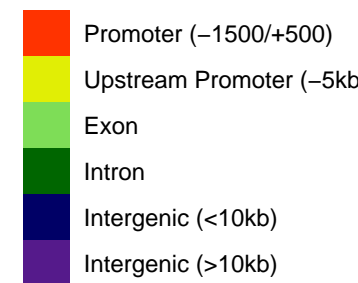 Promoter (−1500/+500)
Upstream Promoter (−5kb
Exon
Intron
Intergenic (<10kb)
Intergenic (>10kb)